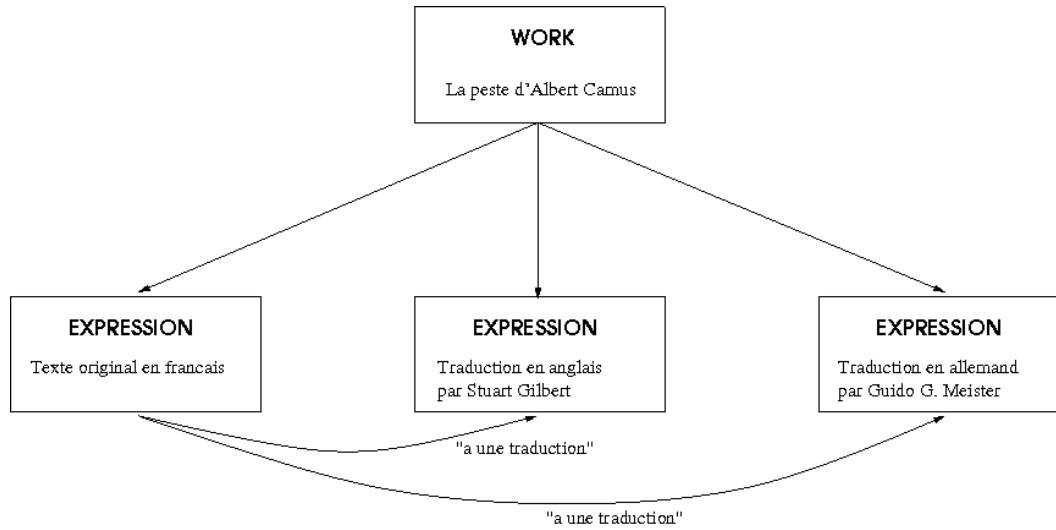 WORK
La peste d'Albert Camus
EXPRESSION
Texte original en francais
EXPRESSION
Traduction en anglais
par Stuart Gilbert
EXPRESSION
Traduction en allemand
par Guido G. Meister
"a une traduction"
"a une traduction"